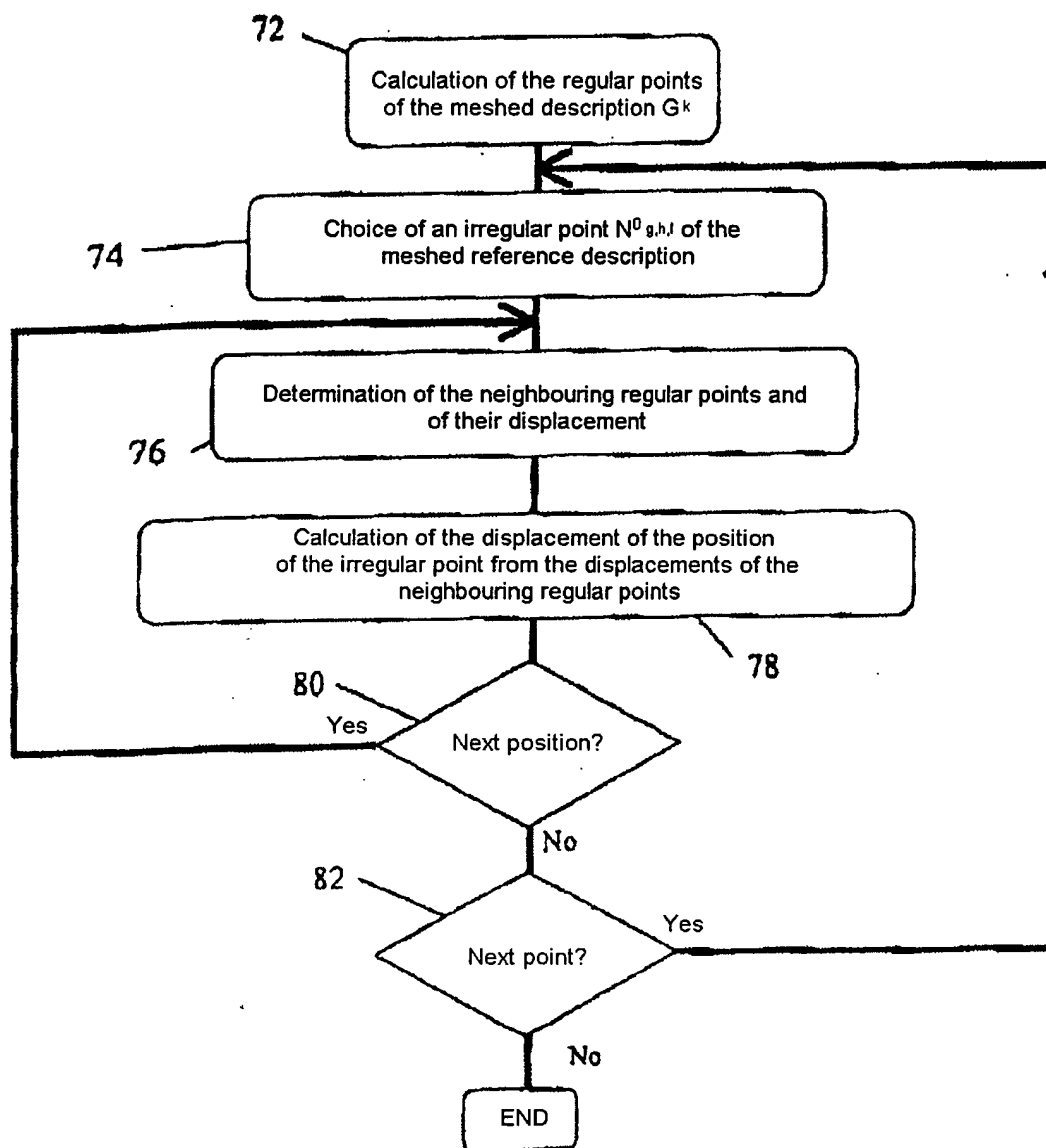 72
Calculation of the regular points
of the meshed description Gk
74
Choice of an irregular point N0 g,h,l of the
meshed reference description
76
Determination of the neighbouring regular points and
of their displacement
Calculation of the displacement of the position
of the irregular point from the displacements of the
neighbouring regular points
78
80
Yes
Next position?
No
82
Yes
Next point?
No
END